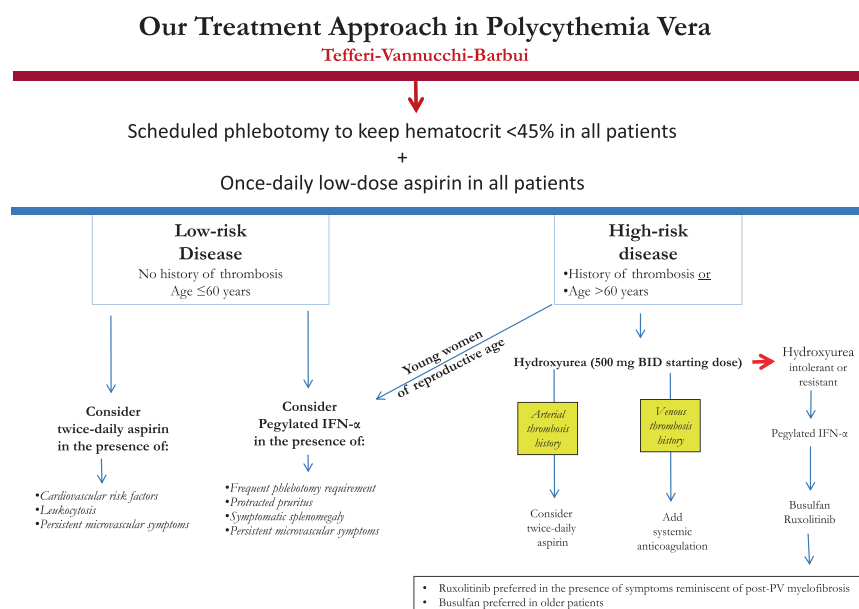 Our Treatment Approach in Polycythemia Vera
Tefferi-Vannucchi-Barbui
Scheduled phlebotomy to keep hematocrit <45% in all patients
+
Once-daily low-dose aspirin in all patients
Low-risk
Disease
No history of thrombosis
Age ≤60 years
High-risk
disease
•History of thrombosis or
•Age >60 years
Young women
of reproductive age
Consider
twice-daily aspirin
in the presence of:
•Cardiovascular risk factors
•Leukocytosis
•Persistent microvascular symptoms
Consider
Pegylated IFN-α
in the presence of:
•Frequent phlebotomy requirement
•Protracted pruritus
•Symptomatic splenomegaly
•Persistent microvascular symptoms
Hydroxyurea (500 mg BID starting dose)
Arterial
thrombosis
history
Consider
twice-daily
aspirin
Venous
thrombosis
history
Add
systemic
anticoagulation
Hydroxyurea
intolerant or
resistant
Pegylated IFN-α
Busulfan
Ruxolitinib
• Ruxolitinib preferred in the presence of symptoms reminiscent of post-PV myelofibrosis
• Busulfan preferred in older patients